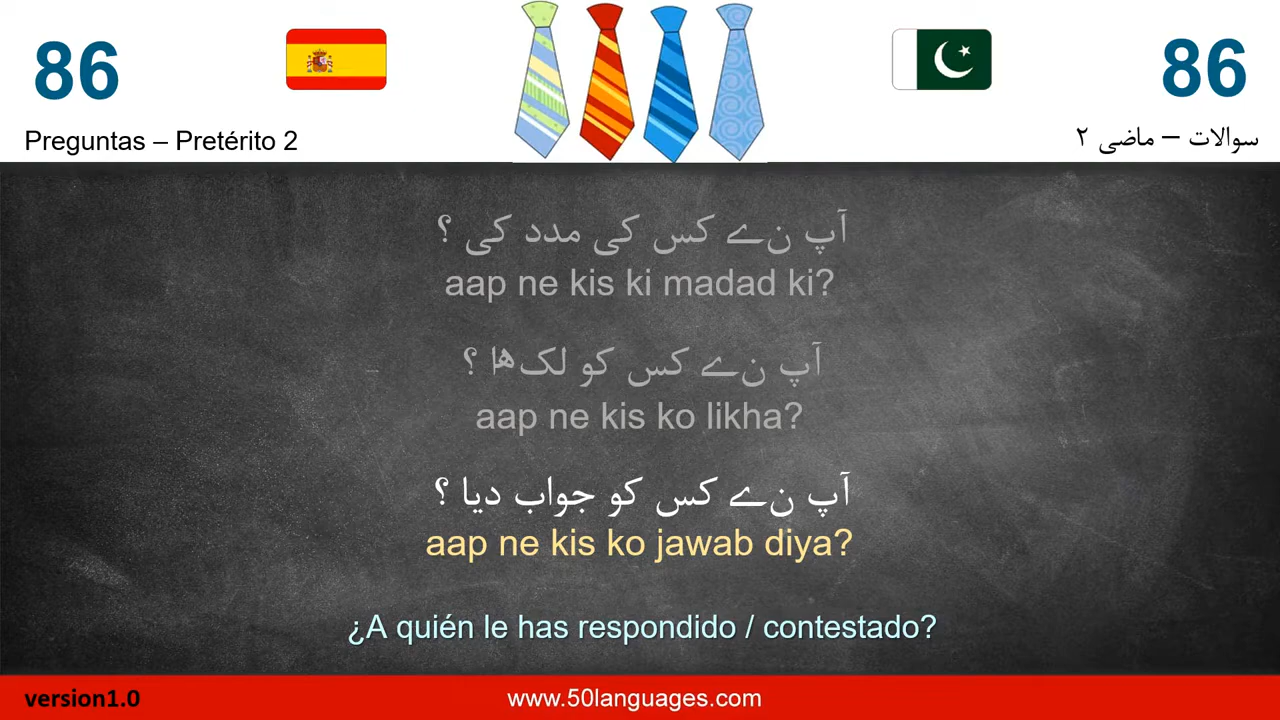 86
86
Preguntas – Pretérito 2
سوالات – ماضی ۲
آپ نے کس کی مدد کی ؟
aap ne kis ki madad ki?
آپ نے کس کو لکھا ؟
aap ne kis ko likha?
آپ نے کس کو جواب دیا ؟
aap ne kis ko jawab diya?
¿A quién le has respondido / contestado?
version1.0
www.50languages.com